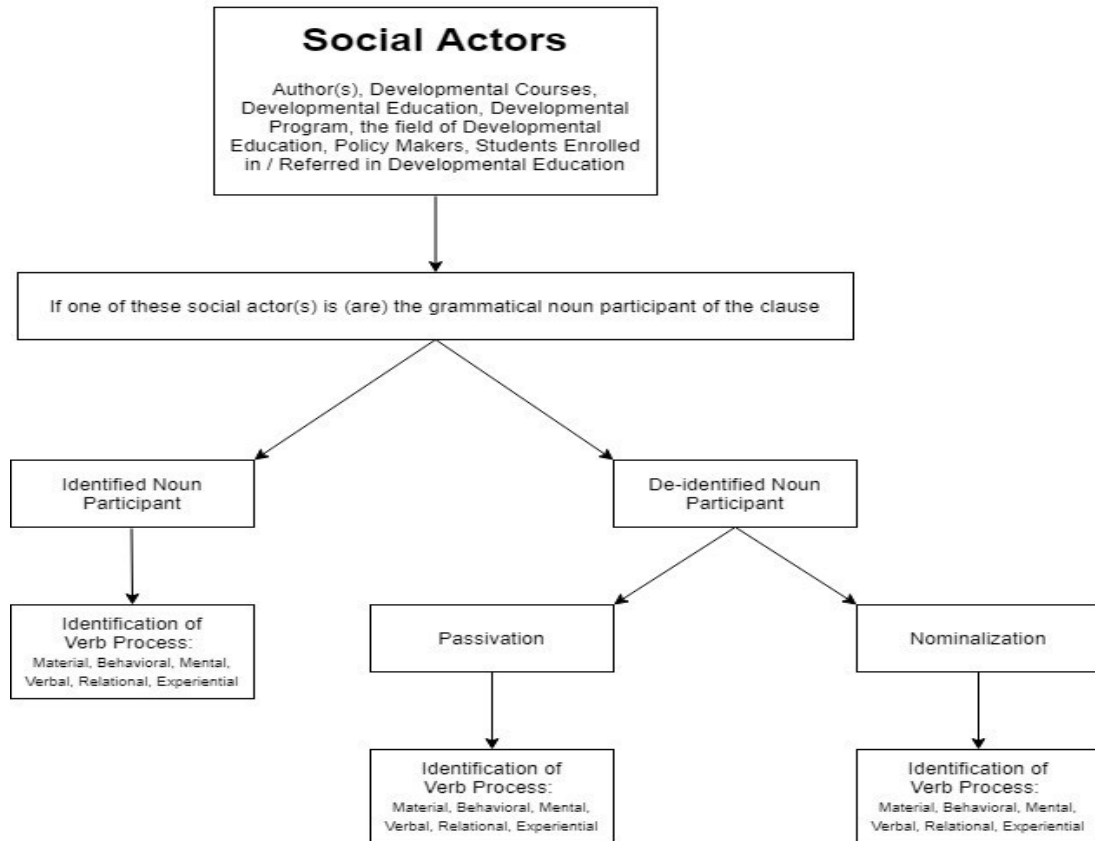 Social Actors
Author(s), Developmental Courses,
Developmental Education, Developmental
Program, the field of Developmental
Education, Policy Makers, Students Enrolled
in / Referred in Developmental Education
If one of these social actor(s) is (are) the grammatical noun participant of the clause
Identified Noun
Participant
De-identified Noun
Participant
Identification of
Verb Process:
Material, Behavioral, Mental,
Verbal, Relational, Experiential
Passivation
Nominalization
Identification of
Verb Process:
Material, Behavioral, Mental,
Verbal, Relational, Experiential
Identification of
Verb Process:
Material, Behavioral, Mental,
Verbal, Relational, Experiential